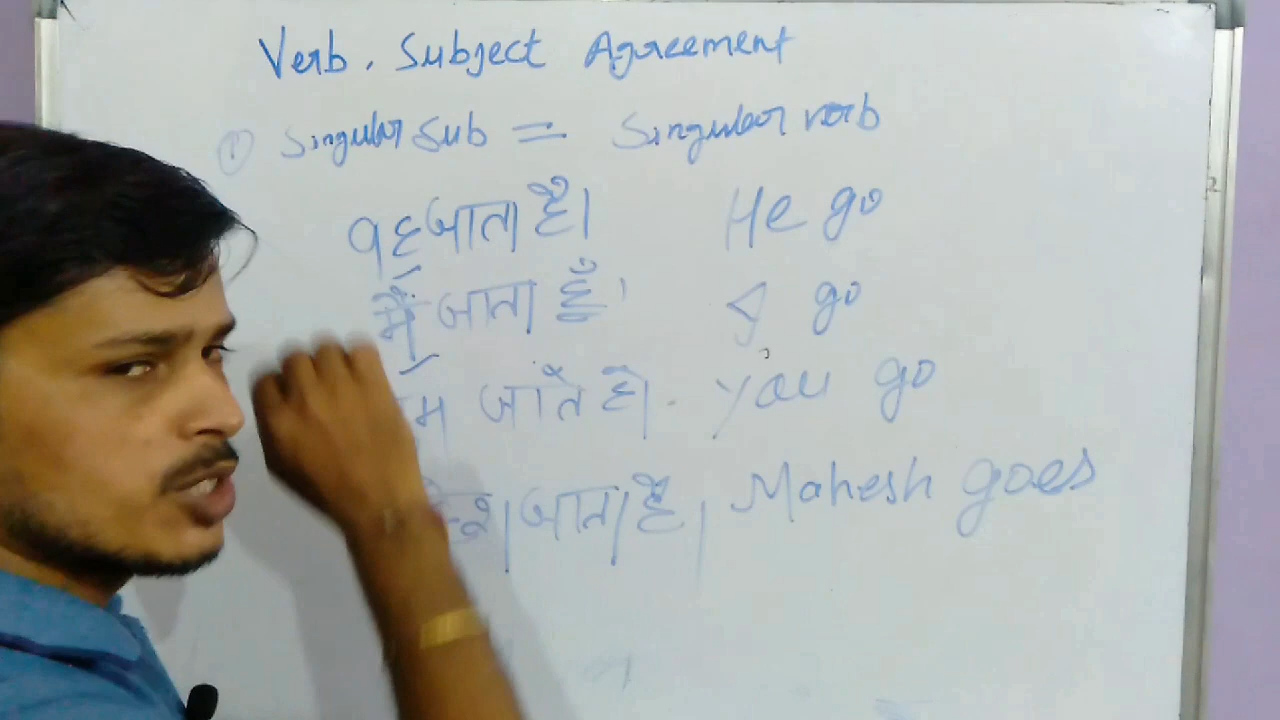 Verb. Subject Agreement
① Singular Sub = Singular verb
वह जाता है। He go
मैं जाता हूँ। I go
जाते हो। You go
जाता है। Mahesh goes